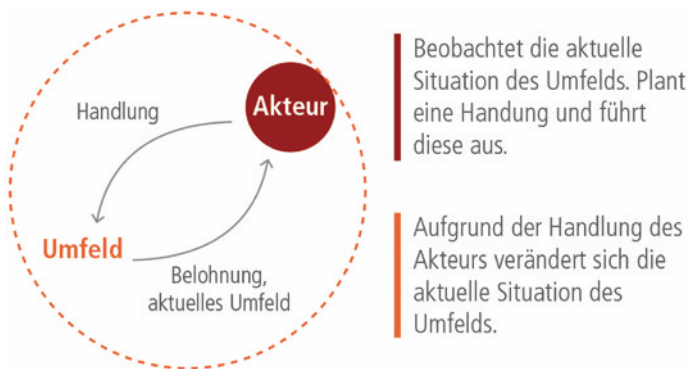 Handlung
Akteur
Umfeld
Belohnung,
aktuelles Umfeld
Beobachtet die aktuelle
Situation des Umfelds. Plant
eine Handung und führt
diese aus.
Aufgrund der Handlung des
Akteurs verändert sich die
aktuelle Situation des
Umfelds.